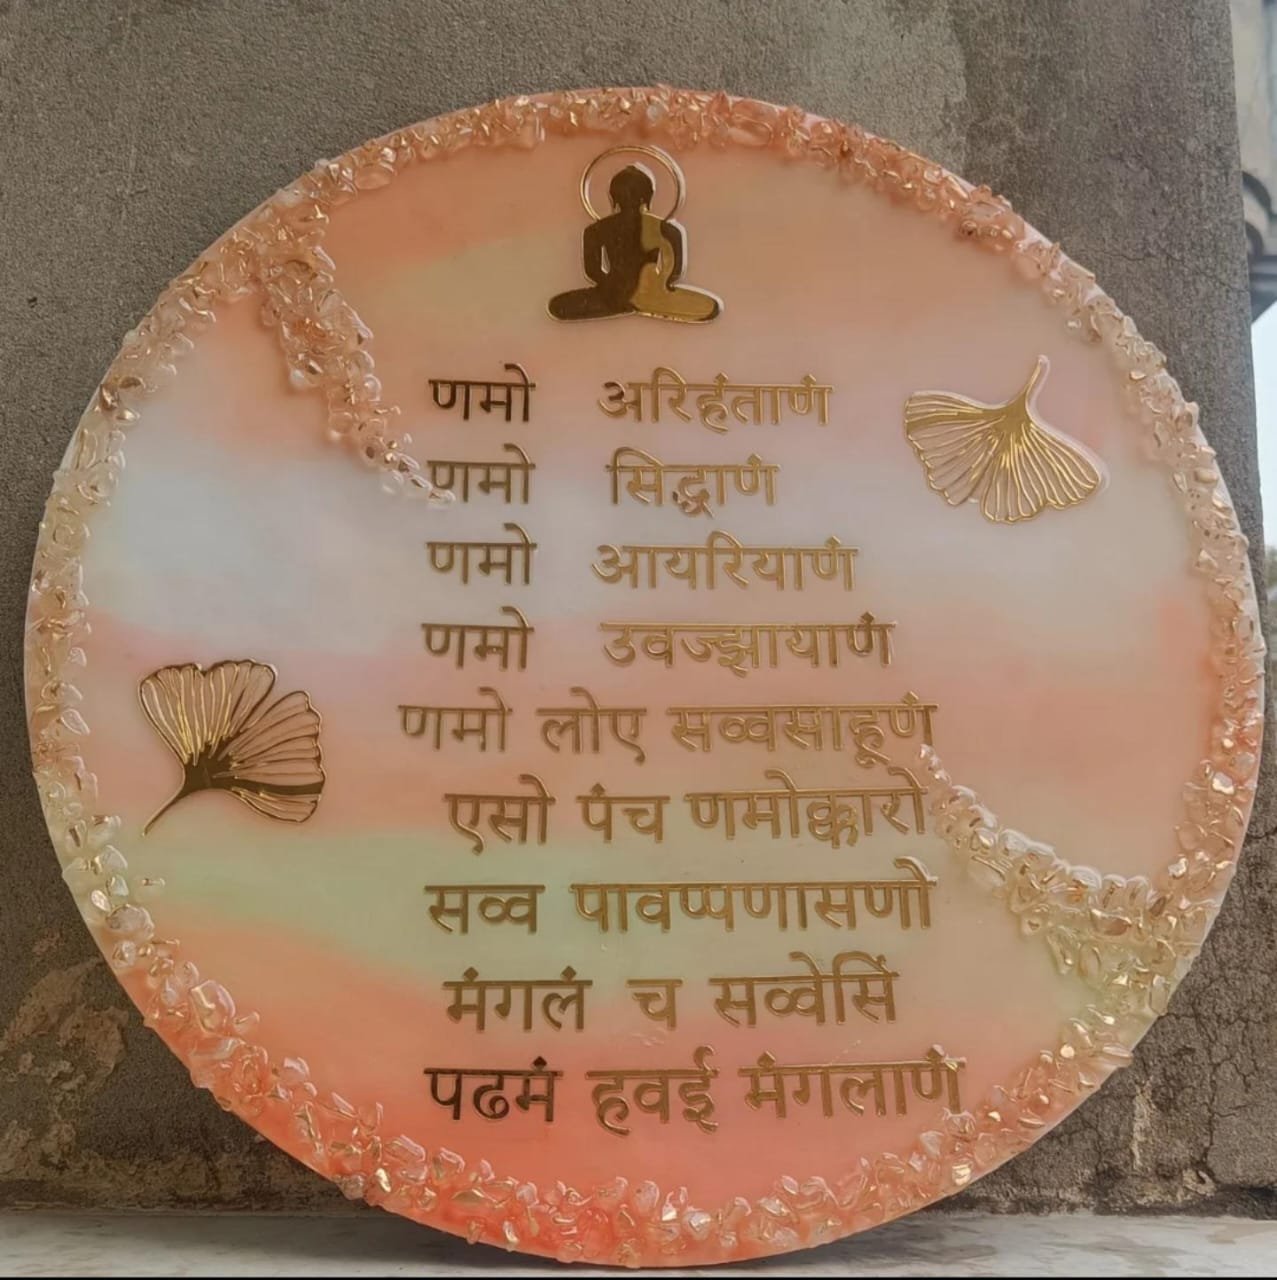 णमो अरिहंताणं
णमो सिद्धाणं
णमो आयरियाणं
णमो उवज्झायाणं
णमो लोए सव्वसाहूणं
एसो पंच णमोक्कारो
सव्व पावप्पणासणो
मंगलं च सव्वेसिं
पढमं हवई मंगलाणं